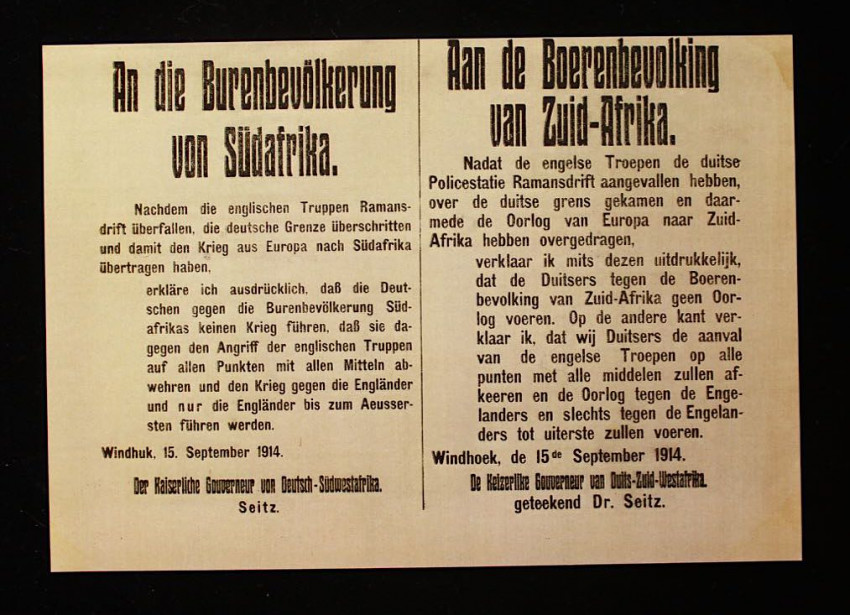 An die Burenbevölkerung
von Südafrika.
Nachdem die englischen Truppen Ramans-
drift überfallen, die deutsche Grenze überschritten
und damit den Krieg aus Europa nach Südafrika
übertragen haben,
erkläre ich ausdrücklich, daß die Deut-
schen gegen die Burenbevölkerung Süd-
afrikas keinen Krieg führen, daß sie da-
gegen den Angriff der englischen Truppen
auf allen Punkten mit allen Mitteln ab-
wehren und den Krieg gegen die Engländer
und nur die Engländer bis zum Aeusser-
sten führen werden.
Windhuk, 15. September 1914.
Der Kaiserliche Gouverneur von Deutsch-Südwestafrika.
Seitz.
Aan de Boerenbevolking
van Zuid-Afrika.
Nadat de engelse Troepen de duitse
Policestatie Ramansdrift aangevallen hebben,
over de duitse grens gekamen en daar-
mede de Oorlog van Europa naar Zuid-
Afrika hebben overgedragen,
verklaar ik mits dezen uitdrukkelijk,
dat de Duitsers tegen de Boeren-
bevolking van Zuid-Afrika geen Oor-
log voeren. Op de andere kant ver-
klaar ik, dat wij Duitsers de aanval
van de engelse Troepen op alle
punten met alle middelen zullen af-
keeren en de Oorlog tegen de Enge-
landers en slechts tegen de Engelan-
ders tot uiterste zullen voeren.
Windhoek, de 15de September 1914.
De Keizerlike Gouverneur van Duits-Zuid-Westafrika.
geteekend Dr. Seitz.